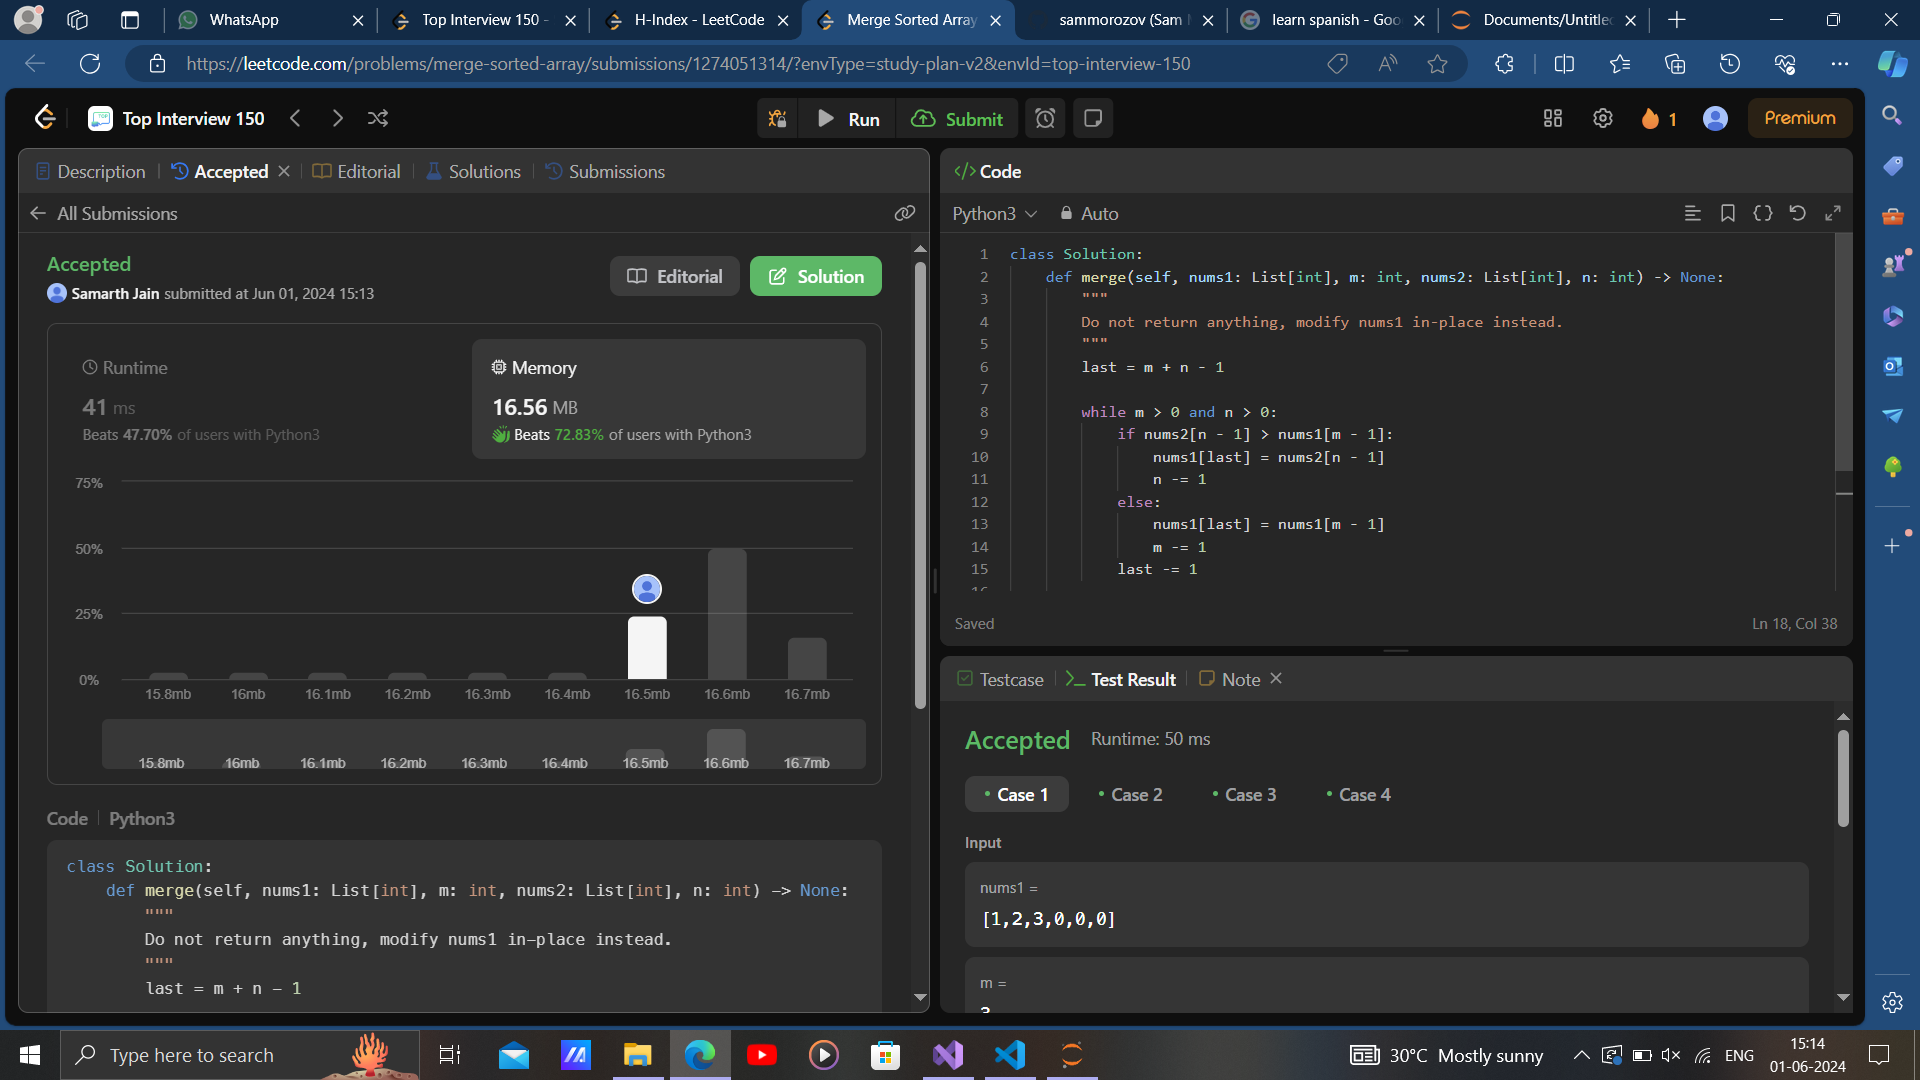 WhatsApp
Top Interview 150 -
H-Index - LeetCode
Merge Sorted Array
sammorozov (Sam
learn spanish - Goo
Documents/Untitle
https://leetcode.com/problems/merge-sorted-array/submissions/1274051314/?envType=study-plan-v2&envId=top-interview-150
Top Interview 150
Run
Submit
1
Premium
Description
Accepted
Editorial
Solutions
Submissions
All Submissions
Accepted
Samarth Jain submitted at Jun 01, 2024 15:13
Editorial
Solution
Runtime
41 ms
Beats 47.70% of users with Python3
Memory
16.56 MB
Beats 72.83% of users with Python3
75%
50%
25%
0%
15.8mb 16mb 16.1mb 16.2mb 16.3mb 16.4mb 16.5mb 16.6mb 16.7mb
15.8mb 16mb 16.1mb 16.2mb 16.3mb 16.4mb 16.5mb 16.6mb 16.7mb
Code Python3
class Solution:
def merge(self, nums1: List[int], m: int, nums2: List[int], n: int) -> None:
"""
Do not return anything, modify nums1 in-place instead.
"""
last = m + n - 1
</> Code
Python3
Auto
1 class Solution:
2 def merge(self, nums1: List[int], m: int, nums2: List[int], n: int) -> None:
3 """
4 Do not return anything, modify nums1 in-place instead.
5 """
6 last = m + n - 1
7
8 while m > 0 and n > 0:
9 if nums2[n - 1] > nums1[m - 1]:
10 nums1[last] = nums2[n - 1]
11 n -= 1
12 else:
13 nums1[last] = nums1[m - 1]
14 m -= 1
15 last -= 1
16
Saved
Ln 18, Col 38
Testcase
Test Result
Note
Accepted Runtime: 50 ms
Case 1
Case 2
Case 3
Case 4
Input
nums1 =
[1,2,3,0,0,0]
m =
3
Type here to search
30°C Mostly sunny
ENG
15:14
01-06-2024